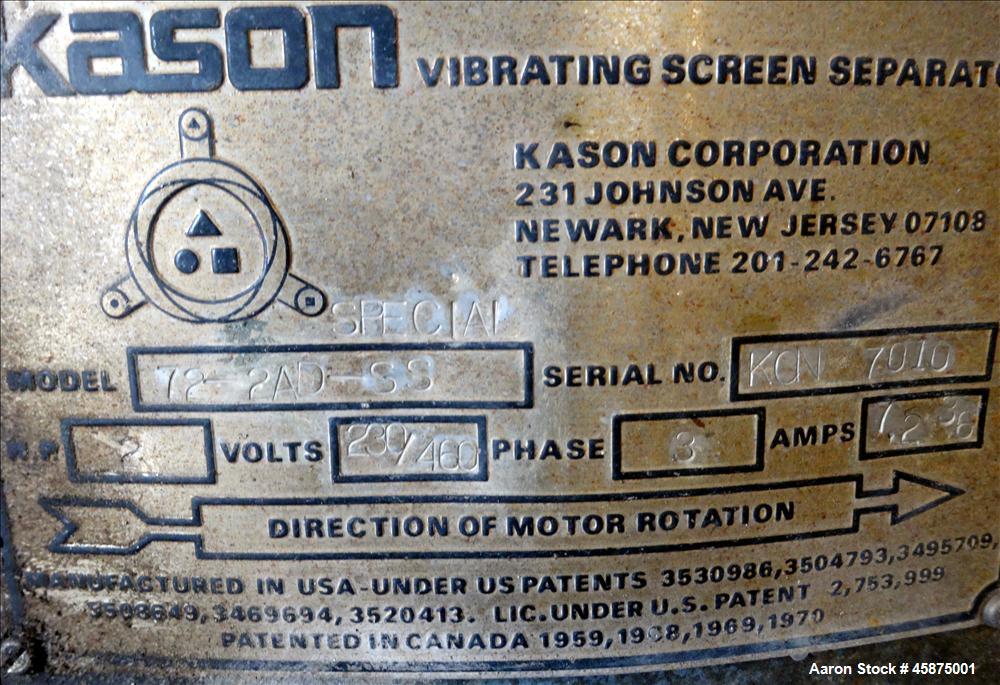 Kason VIBRATING SCREEN SEPARAT
KASON CORPORATION
231 JOHNSON AVE.
NEWARK, NEW JERSEY 07108
TELEPHONE 201-242-6767
SPECIAL
MODEL 72-2AD-SS SERIAL NO. KCN 7010
H.P. 2 VOLTS 230/460 PHASE 3 AMPS
DIRECTION OF MOTOR ROTATION
MANUFACTURED IN USA-UNDER US PATENTS 3530986,3504793,3495709,
3508649,3469694,3520413. LIC. UNDER U.S. PATENT 2,753,999
PATENTED IN CANADA 1959,1968,1969,1970
Aaron Stock # 45875001